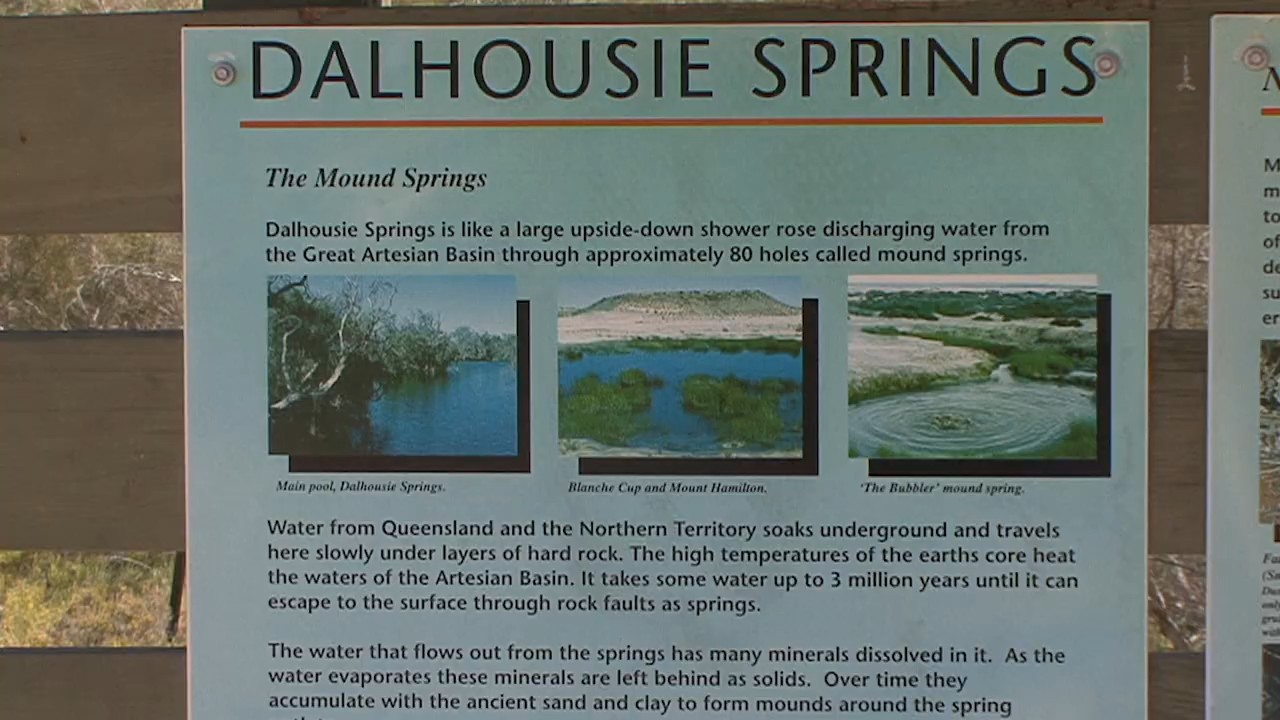 DALHOUSIE SPRINGS
The Mound Springs
Dalhousie Springs is like a large upside-down shower rose discharging water from
the Great Artesian Basin through approximately 80 holes called mound springs.
Main pool, Dalhousie Springs.
Blanche Cup and Mount Hamilton.
'The Bubbler' mound spring.
Water from Queensland and the Northern Territory soaks underground and travels
here slowly under layers of hard rock. The high temperatures of the earths core heat
the waters of the Artesian Basin. It takes some water up to 3 million years until it can
escape to the surface through rock faults as springs.
The water that flows out from the springs has many minerals dissolved in it. As the
water evaporates these minerals are left behind as solids. Over time they
accumulate with the ancient sand and clay to form mounds around the spring